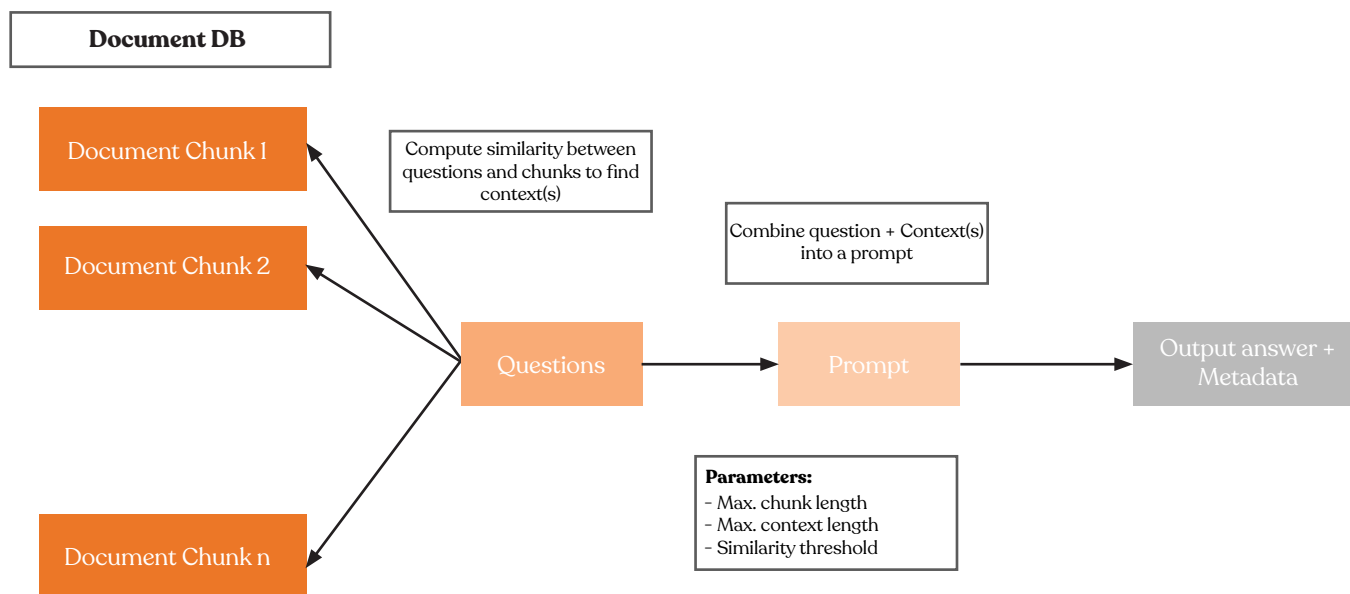 Document DB
Document Chunk 1
Compute similarity between
questions and chunks to find
context(s)
Document Chunk 2
Combine question + Context(s)
into a prompt
Questions
Prompt
Output answer +
Metadata
Parameters:
- Max. chunk length
- Max. context length
- Similarity threshold
Document Chunk n